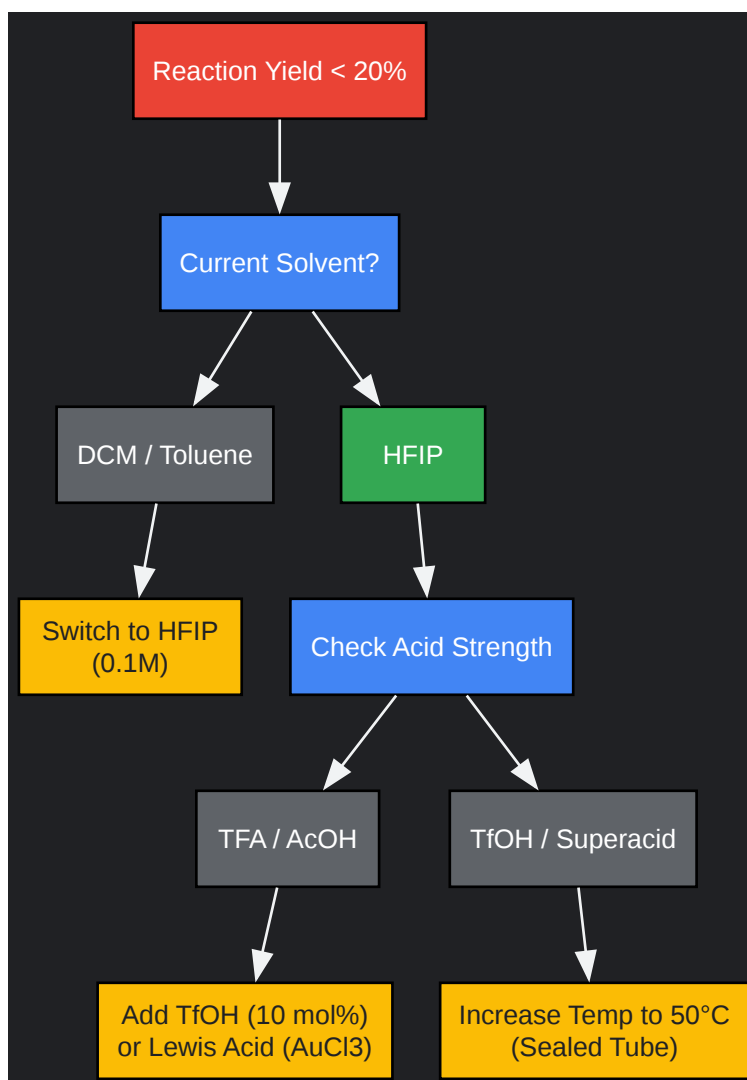 Reaction Yield < 20%
Current Solvent?
DCM / Toluene
HFIP
Switch to HFIP
(0.1M)
Check Acid Strength
TFA / AcOH
TfOH / Superacid
Add TfOH (10 mol%)
or Lewis Acid (AuCl3)
Increase Temp to 50°C
(Sealed Tube)